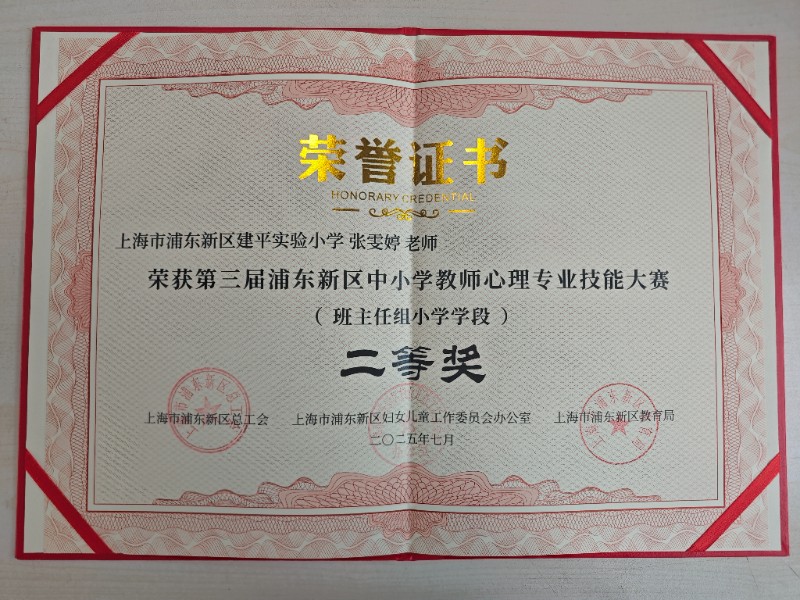 荣誉证书
HONORARY CREDENTIAL
上海市浦东新区建平实验小学 张雯婷 老师
荣获第三届浦东新区中小学教师心理专业技能大赛
（ 班主任组小学学段 ）
二等奖
上海市浦东新区总工会 上海市浦东新区妇女儿童工作委员会办公室 上海市浦东新区教育局
二〇二五年七月